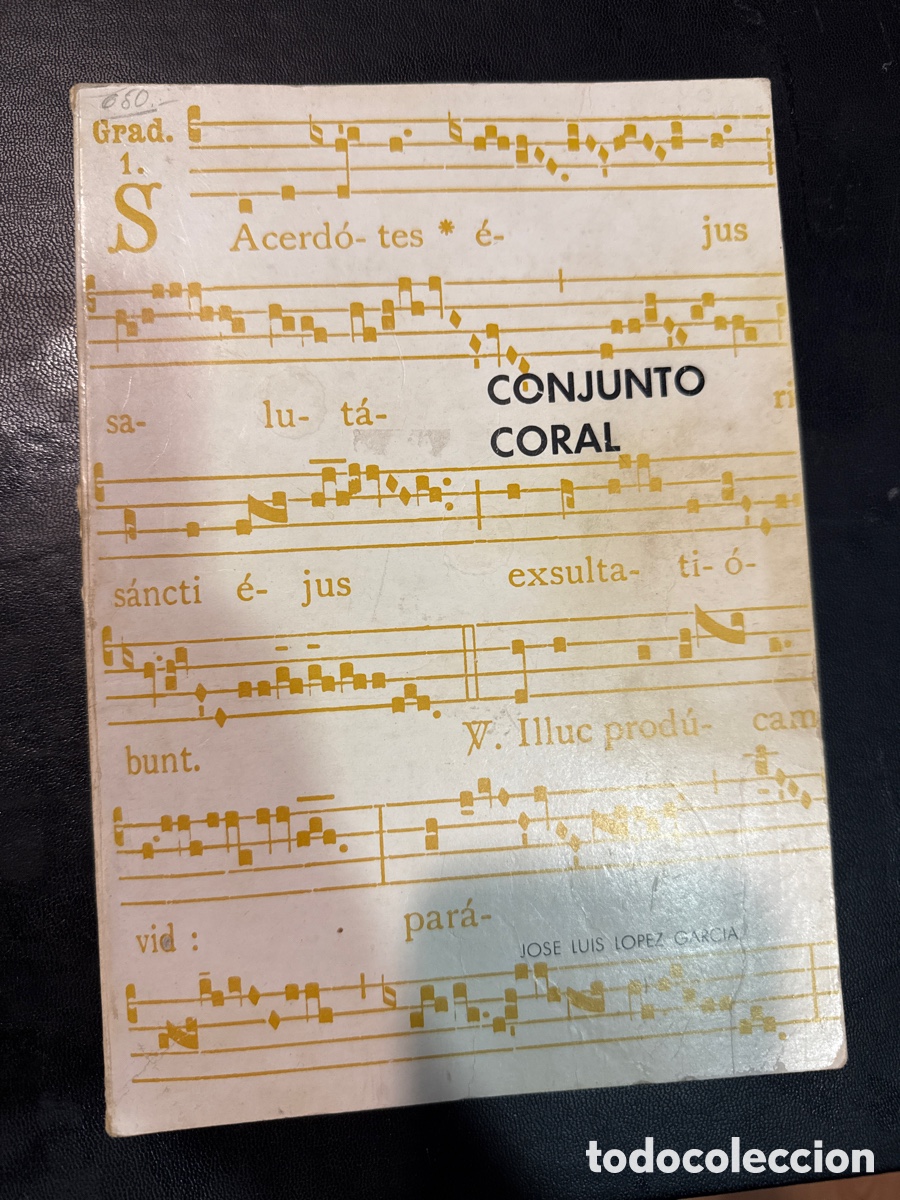 660.-
Grad.
1.
S
Acerdó- tes * é- jus
sa- lu- tá- ri
CONJUNTO
CORAL
sáncti é- jus exsulta- ti- ó-
bunt. ℣. Illuc prodú- cam
vid : pará-
JOSE LUIS LOPEZ GARCIA
todocoleccion